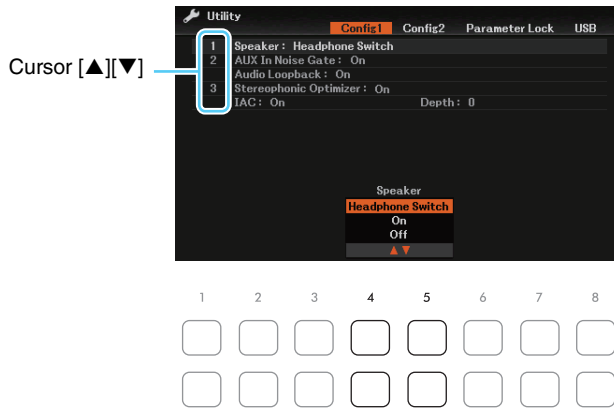 Utility
Config1 Config2 Parameter Lock USB
1 Speaker : Headphone Switch
2 AUX In Noise Gate : On
Audio Loopback : On
3 Stereophonic Optimizer : On
IAC : On Depth : 0
Cursor [▲][▼]
Speaker
Headphone Switch
On
Off
▲ ▼
1 2 3 4 5 6 7 8